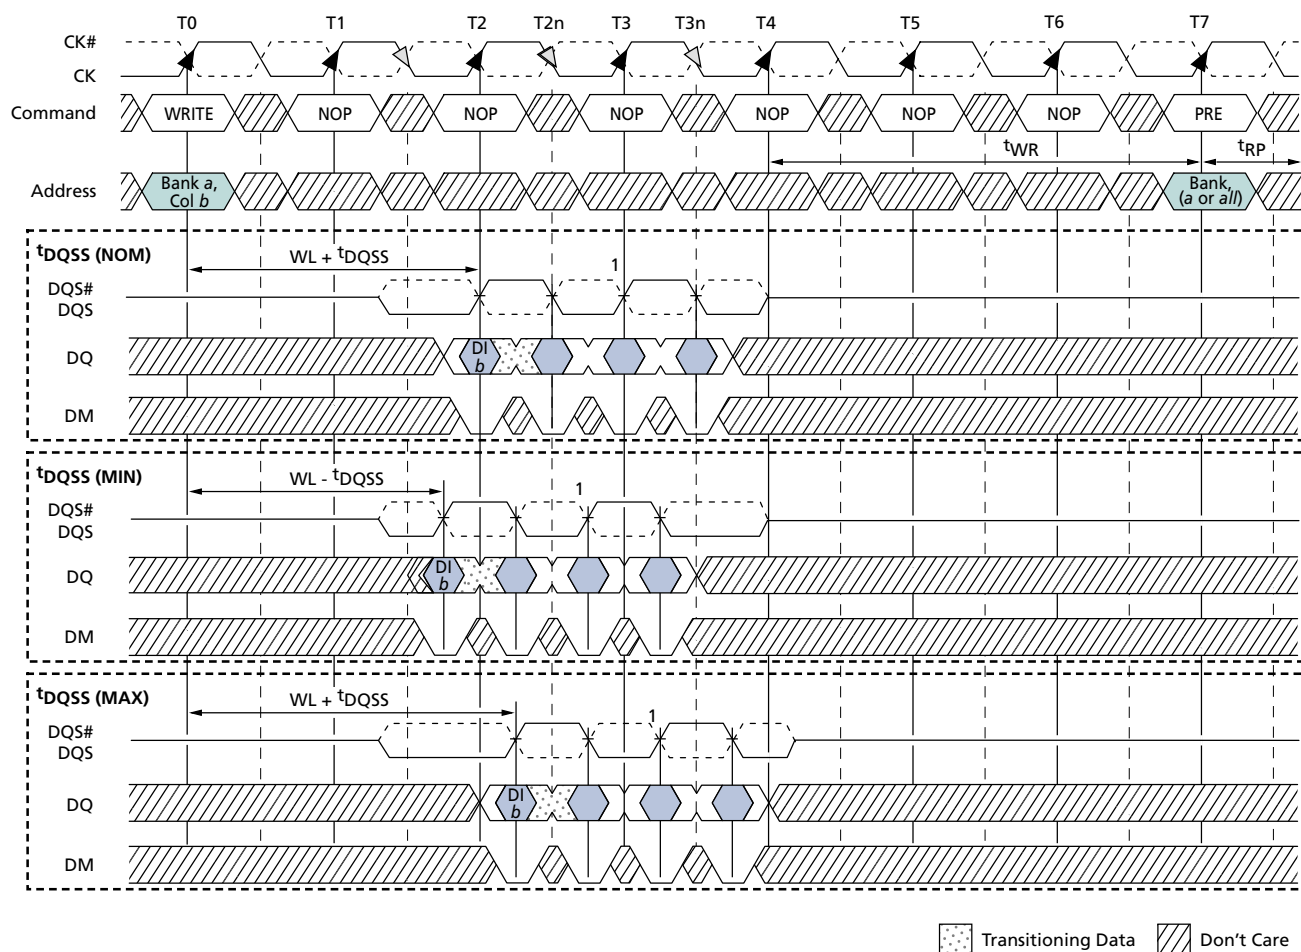 T0 T1 T2 T2n T3 T3n T4 T5 T6 T7
CK#
CK
Command WRITE NOP NOP NOP NOP NOP NOP PRE
tWR tRP
Address Bank a, Col b Bank, (a or all)
tDQSS (NOM)
WL + tDQSS
1
DQS#
DQS
DQ DI b
DM
tDQSS (MIN)
WL - tDQSS
1
DQS#
DQS
DQ DI b
DM
tDQSS (MAX)
WL + tDQSS
1
DQS#
DQS
DQ DI b
DM
Transitioning Data Don't Care